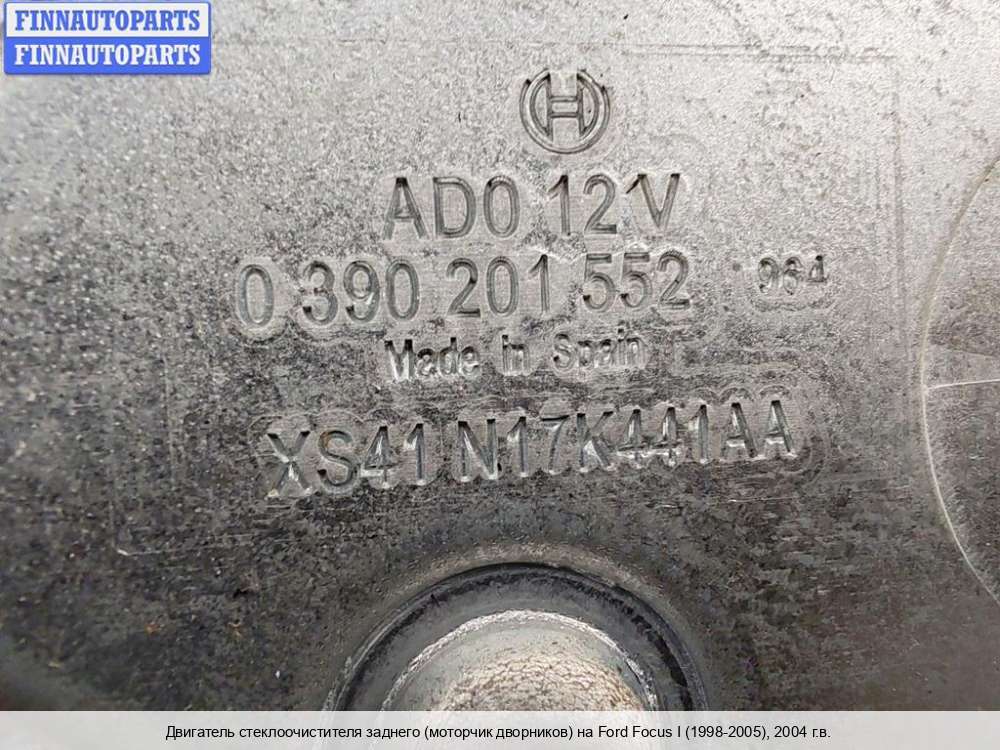 FINNAUTOPARTS
FINNAUTOPARTS
AD0 12V
0 390 201 552 964
Made in Spain
XS41 N17K441AA
Двигатель стеклоочистителя заднего (моторчик дворников) на Ford Focus I (1998-2005), 2004 г.в.